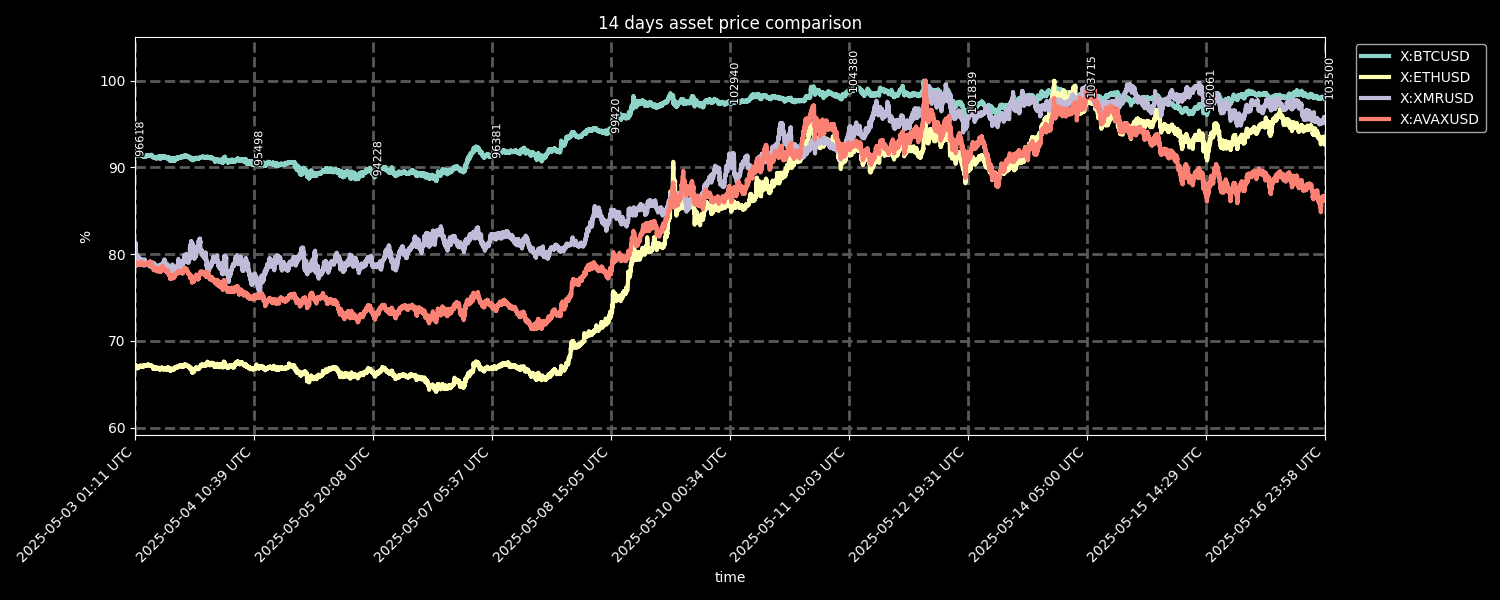 14 days asset price comparison
X:BTCUSD
X:ETHUSD
X:XMRUSD
X:AVAXUSD
%
100
90
80
70
60
96618
95498
94228
96381
99420
102940
104380
101839
103715
102061
103500
2025-05-03 01:11 UTC
2025-05-04 10:39 UTC
2025-05-05 20:08 UTC
2025-05-07 05:37 UTC
2025-05-08 15:05 UTC
2025-05-10 00:34 UTC
2025-05-11 10:03 UTC
2025-05-12 19:31 UTC
2025-05-14 05:00 UTC
2025-05-15 14:29 UTC
2025-05-16 23:58 UTC
time